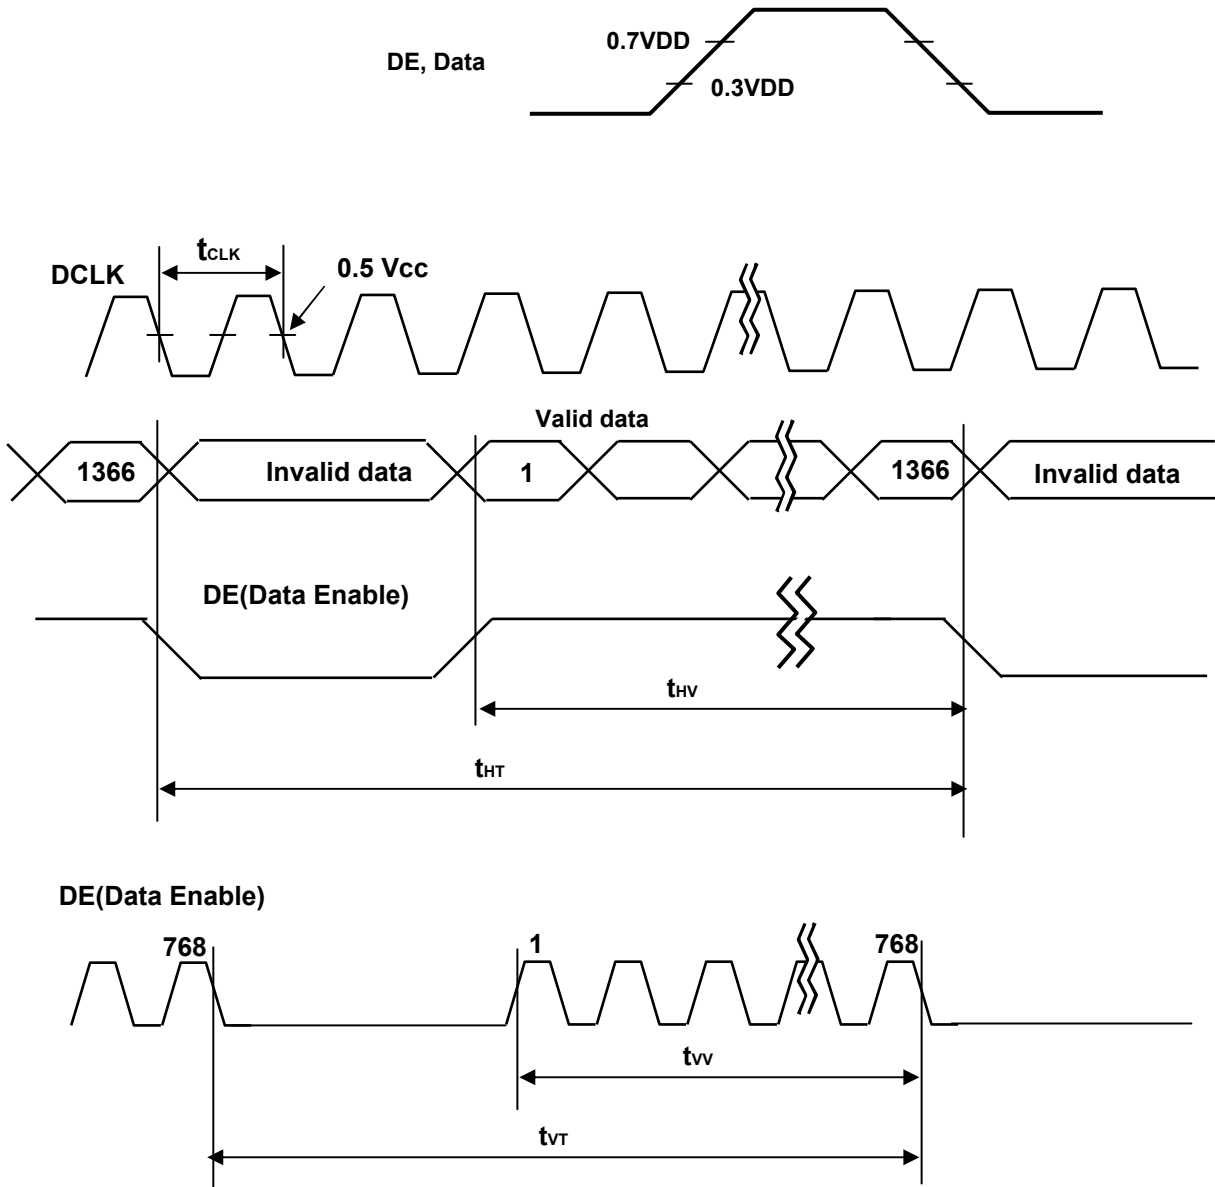 0.7VDD
DE, Data
0.3VDD
tCLK
DCLK
0.5 Vcc
Valid data
1366
Invalid data
1
1366
Invalid data
DE(Data Enable)
tHV
tHT
DE(Data Enable)
768
1
768
tVV
tVT